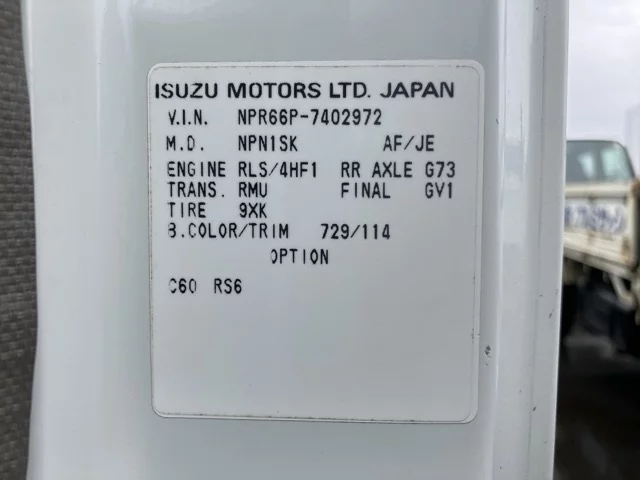 ISUZU MOTORS LTD. JAPAN
V.I.N. NPR66P-7402972
M.D. NPN1SK AF/JE
ENGINE RLS/4HF1 RR AXLE G73
TRANS. RMU FINAL GV1
TIRE 9XK
B.COLOR/TRIM 729/114
OPTION
C60 RS6